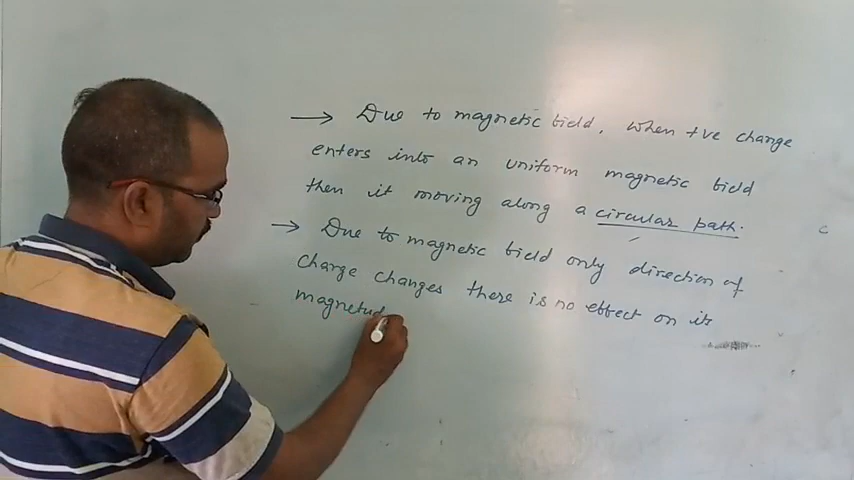 → Due to magnetic field, when +ve change
enters into an uniform magnetic field
then it moving along a circular path.
→ Due to magnetic field only direction of
charge changes there is no effect on its
magnetud